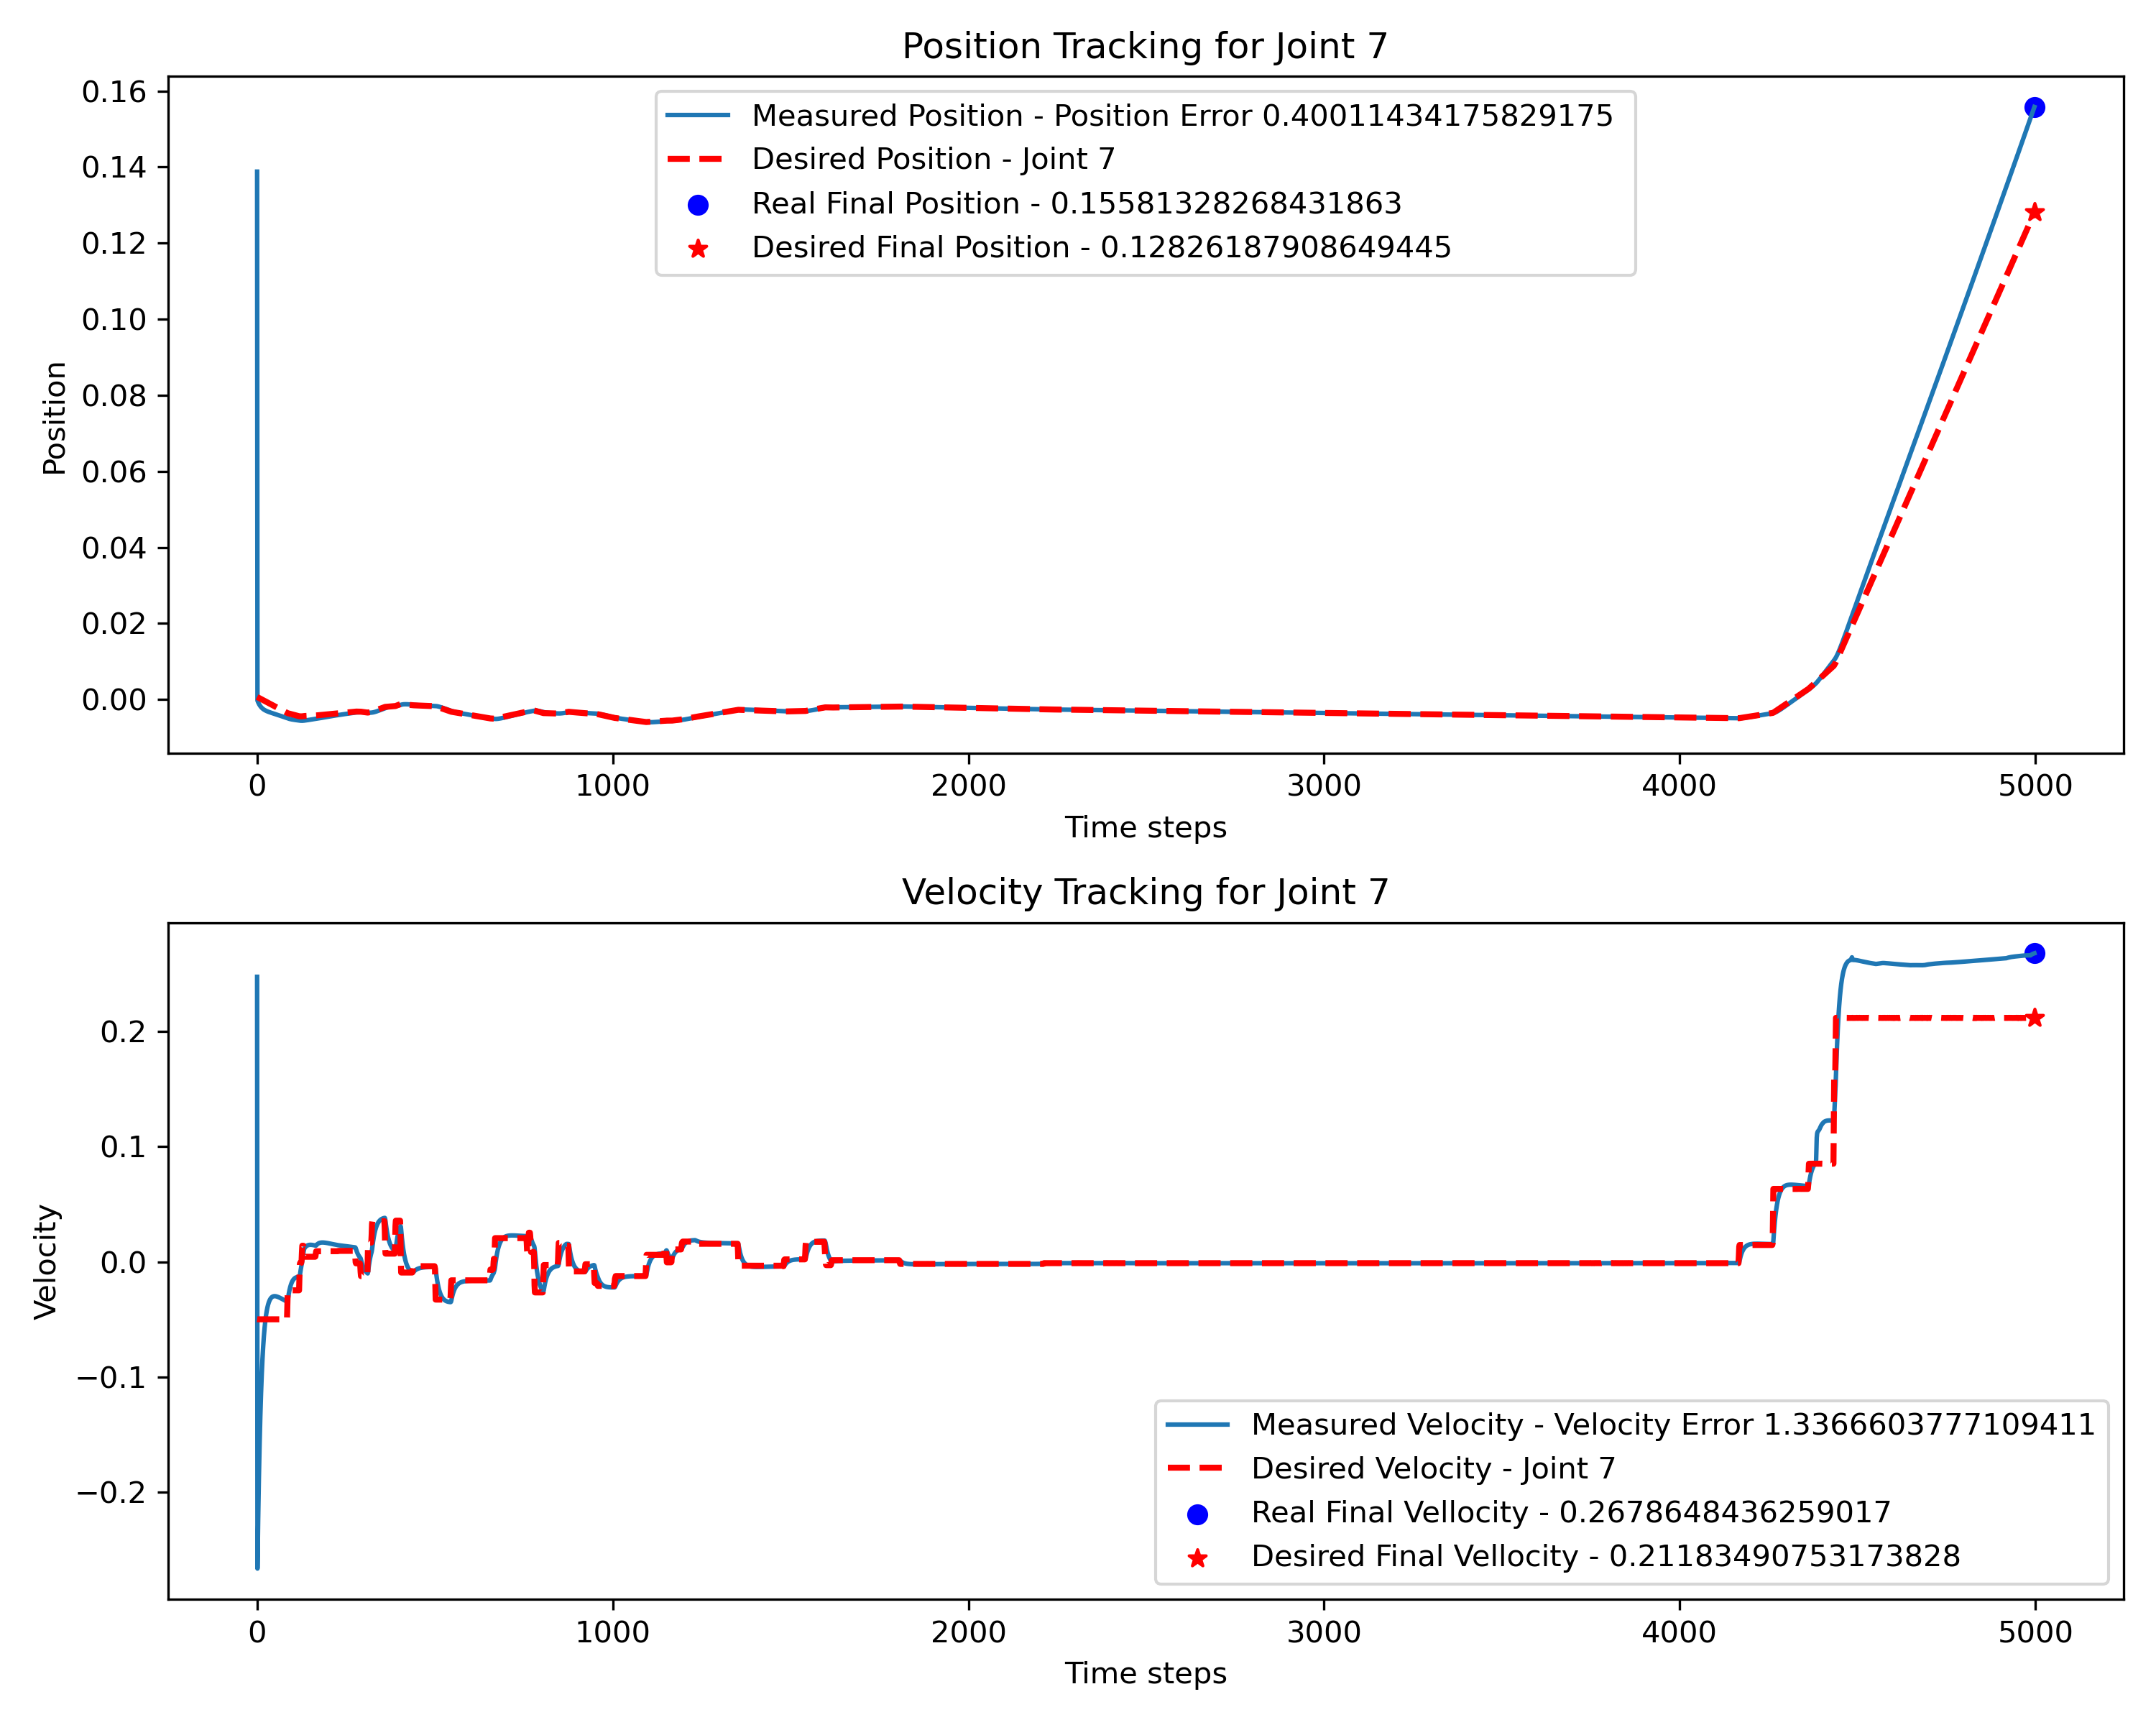 Position Tracking for Joint 7
0.16
0.14
0.12
0.10
0.08
0.06
0.04
0.02
0.00
Position
Measured Position - Position Error 0.40011434175829175
Desired Position - Joint 7
Real Final Position - 0.15581328268431863
Desired Final Position - 0.12826187908649445
0 1000 2000 3000 4000 5000
Time steps
Velocity Tracking for Joint 7
0.2
0.1
0.0
−0.1
−0.2
Velocity
Measured Velocity - Velocity Error 1.3366603777109411
Desired Velocity - Joint 7
Real Final Vellocity - 0.2678648436259017
Desired Final Vellocity - 0.21183490753173828
0 1000 2000 3000 4000 5000
Time steps